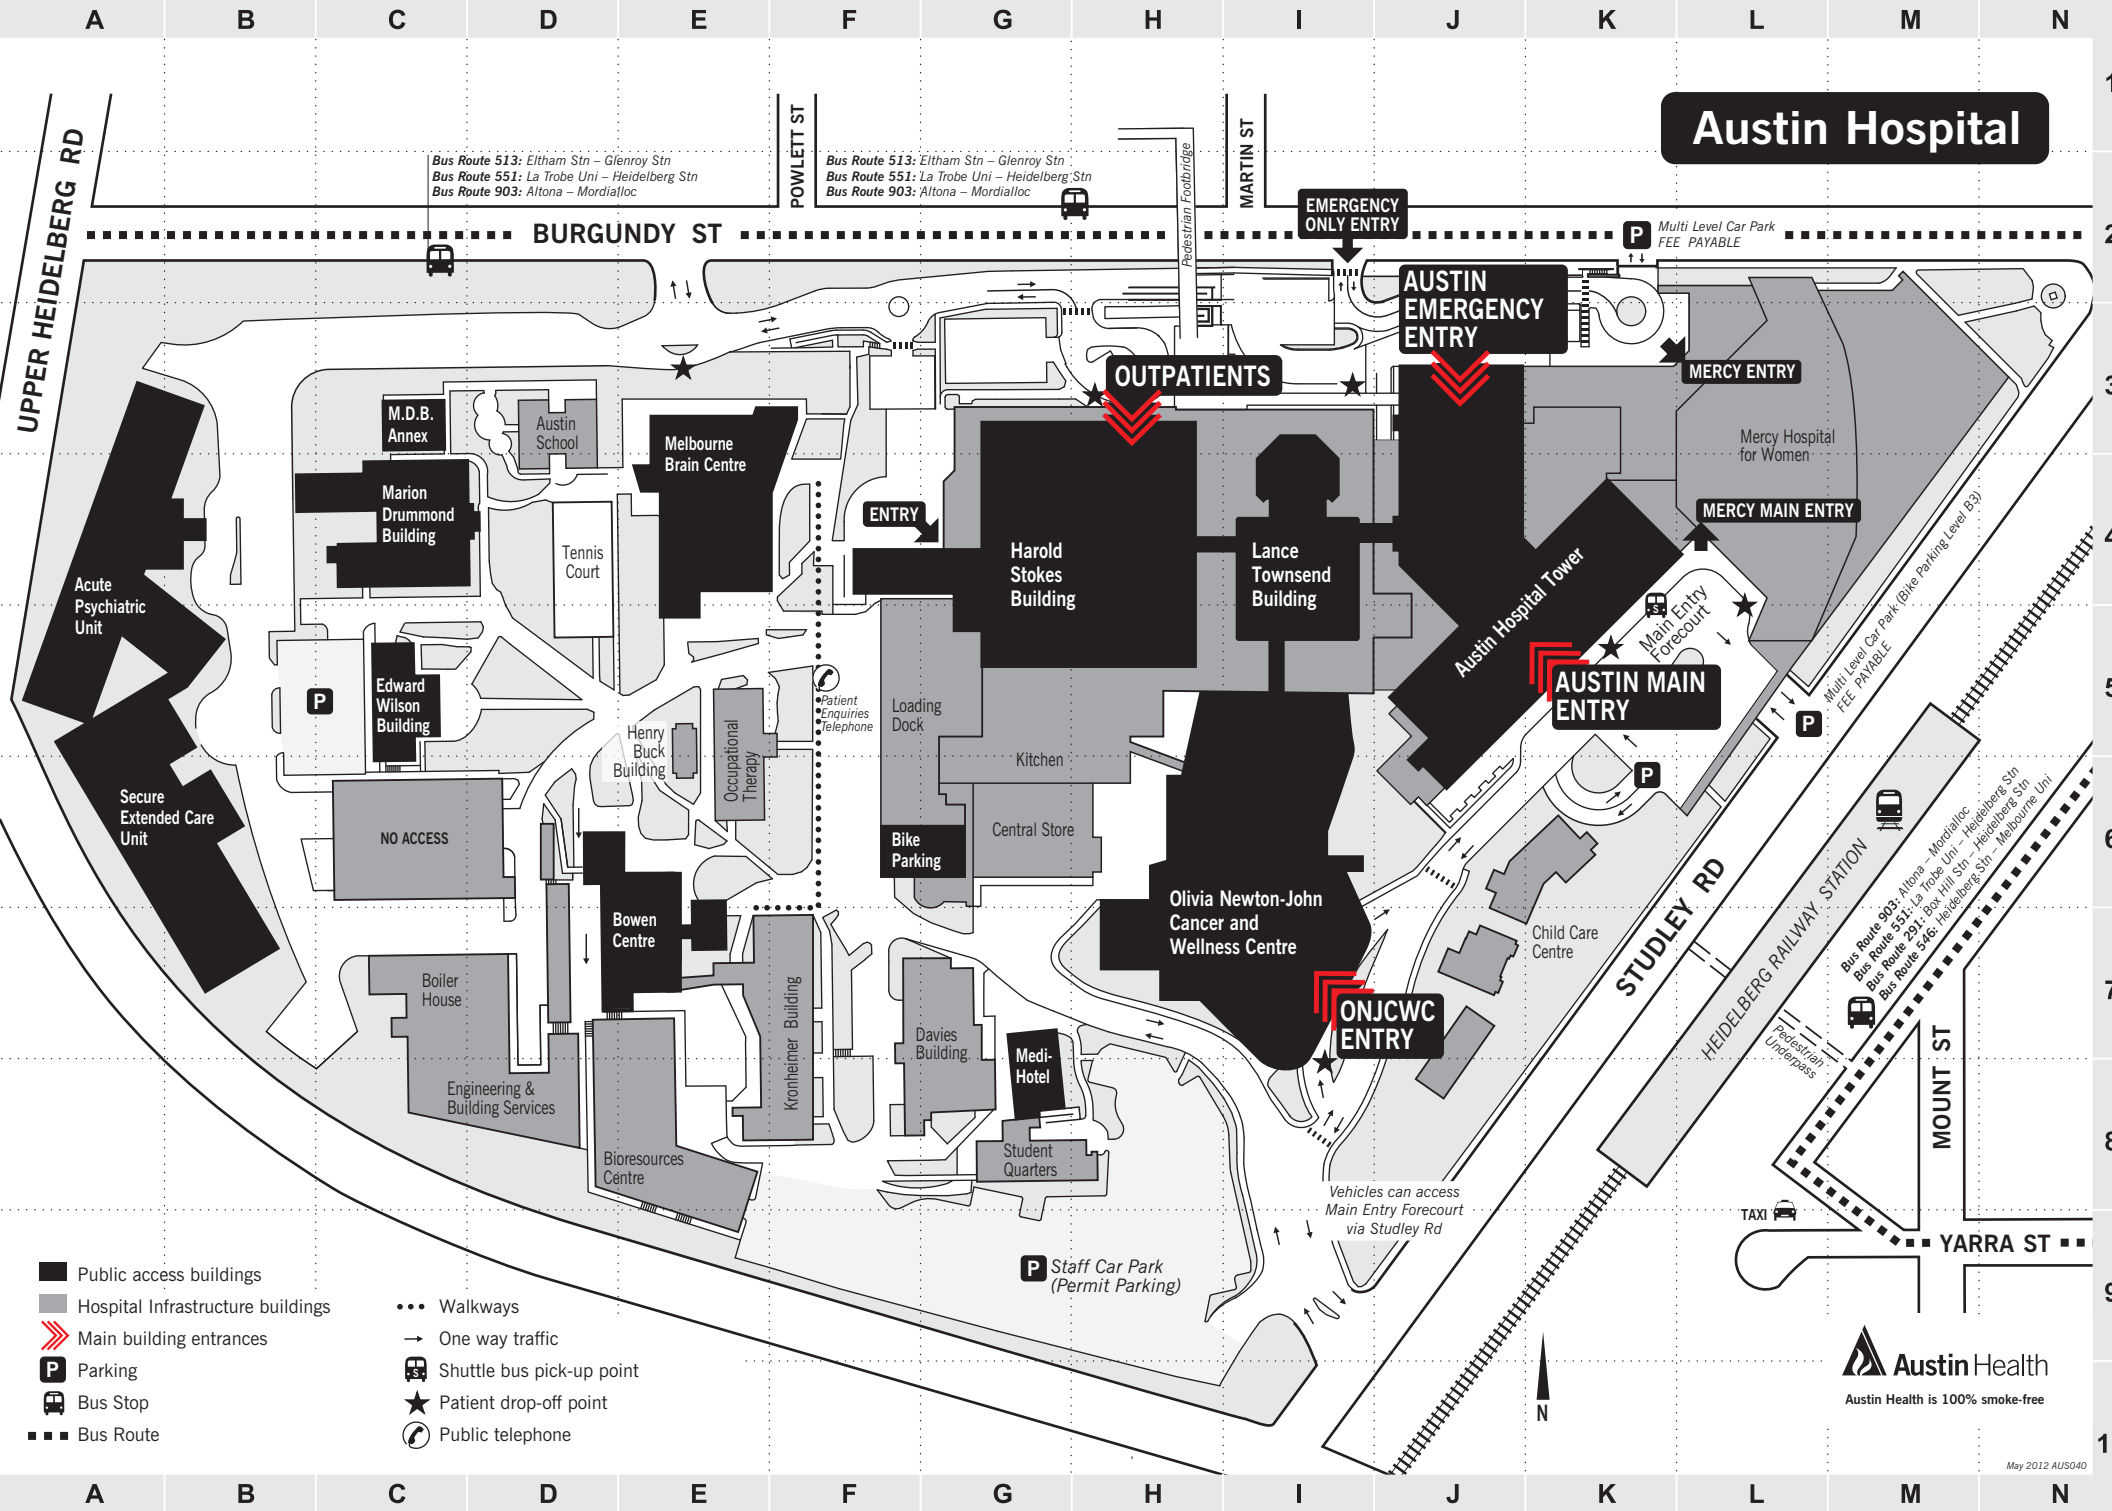 A B C D E F G H I J K L M N
1
Austin Hospital
UPPER HEIDELBERG RD
POWLETT ST
MARTIN ST
Pedestrian Footbridge
Bus Route 513: Eltham Stn – Glenroy Stn
Bus Route 551: La Trobe Uni – Heidelberg Stn
Bus Route 903: Altona – Mordialloc
Bus Route 513: Eltham Stn – Glenroy Stn
Bus Route 551: La Trobe Uni – Heidelberg Stn
Bus Route 903: Altona – Mordialloc
EMERGENCY
ONLY ENTRY
BURGUNDY ST
P
Multi Level Car Park
FEE PAYABLE
2
AUSTIN
EMERGENCY
ENTRY
OUTPATIENTS
MERCY ENTRY
3
M.D.B.
Annex
Austin
School
Melbourne
Brain Centre
Mercy Hospital
for Women
Marion
Drummond
Building
ENTRY
MERCY MAIN ENTRY
4
Tennis
Court
Harold
Stokes
Building
Lance
Townsend
Building
Austin Hospital Tower
Acute
Psychiatric
Unit
S
Main Entry
Forecourt
Multi Level Car Park (Bike Parking Level B3)
FEE PAYABLE
P
Edward
Wilson
Building
Patient
Enquiries
Telephone
Loading
Dock
AUSTIN MAIN
ENTRY
P
5
Henry
Buck
Building
Occupational
Therapy
Kitchen
P
Secure
Extended Care
Unit
NO ACCESS
Bike
Parking
Central Store
6
Bowen
Centre
Olivia Newton-John
Cancer and
Wellness Centre
Child Care
Centre
STUDLEY RD
HEIDELBERG RAILWAY STATION
Bus Route 903: Altona – Mordialloc
Bus Route 551: La Trobe Uni – Heidelberg Stn
Bus Route 291: Box Hill Stn – Heidelberg Stn
Bus Route 546: Heidelberg Stn – Melbourne Uni
Boiler
House
Kronheimer Building
Davies
Building
Medi-
Hotel
ONJCWC
ENTRY
Pedestrian
Underpass
MOUNT ST
7
Engineering &
Building Services
Bioresources
Centre
Student
Quarters
8
Vehicles can access
Main Entry Forecourt
via Studley Rd
TAXI
YARRA ST
P
Staff Car Park
(Permit Parking)
9
Public access buildings
Hospital Infrastructure buildings
Main building entrances
P Parking
Bus Stop
Bus Route
Walkways
One way traffic
S Shuttle bus pick-up point
Patient drop-off point
Public telephone
N
Austin Health
Austin Health is 100% smoke-free
1
May 2012 AUS040
A B C D E F G H I J K L M N